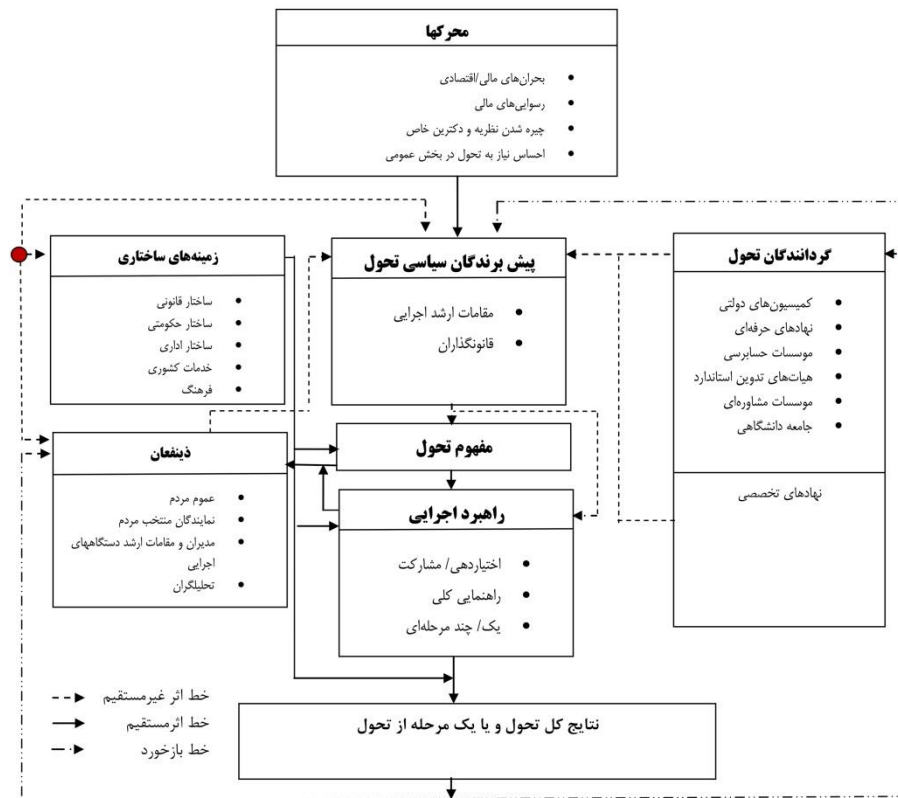 محرکها
بحران‌های مالی/اقتصادی
رسوایی‌های مالی
چیره شدن نظریه و دکترین خاص
احساس نیاز به تحول در بخش عمومی
گردانندگان تحول
کمیسیون‌های دولتی
نهادهای حرفه‌ای
موسسات حسابرسی
هیات‌های تدوین استاندارد
موسسات مشاوره‌ای
جامعه دانشگاهی
نهادهای تخصصی
پیش برندگان سیاسی تحول
مقامات ارشد اجرایی
قانونگذاران
زمینه‌های ساختاری
ساختار قانونی
ساختار حکومتی
ساختار اداری
خدمات کشوری
فرهنگ
مفهوم تحول
ذینفعان
عموم مردم
نمایندگان منتخب مردم
مدیران و مقامات ارشد دستگاههای
اجرایی
تحلیلگران
راهبرد اجرایی
اختیاردهی/ مشارکت
راهنمایی کلی
یک/ چند مرحله‌ای
خط اثر غیرمستقیم
خط اثرمستقیم
خط بازخورد
نتایج کل تحول و یا یک مرحله از تحول